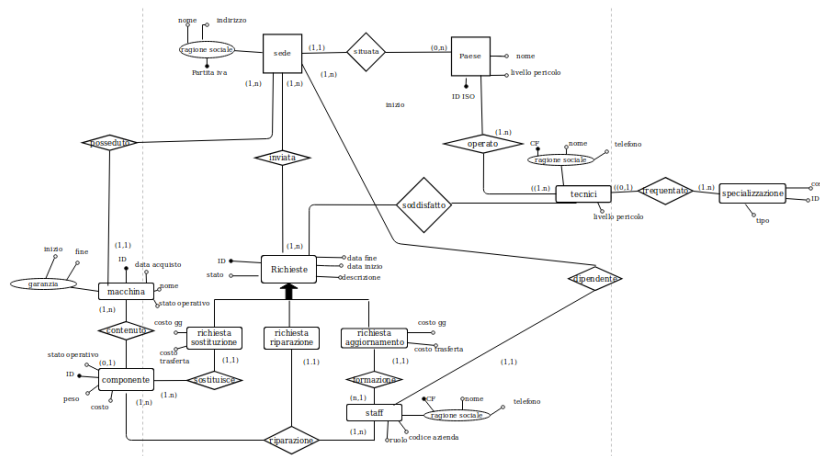 nome
indirizzo
ragione sociale
Partita iva
sede
(1,1)
situata
(0,n)
Paese
nome
livello pericolo
ID ISO
(1,n)
(1,n)
(1,n)
inizio
posseduto
inviata
operato
(1.n)
CF
nome
telefono
ragione sociale
((1.n)
tecnici
((0,1)
frequentato
(1.n)
specializzazione
ID
tipo
livello pericolo
soddisfatto
(1,n)
ID
stato
Richieste
data fine
data inizio
descrizione
dipendente
inizio
fine
garanzia
(1,1)
ID
data acquisto
macchina
nome
stato operativo
(1,n)
contenuto
costo gg
costo
trasferta
richiesta
sostituzione
richiesta
riparazione
richiesta
aggiornamento
costo gg
costo trasferta
stato operativo
(0,1)
ID
componente
peso
costo
(1,n)
(1.n)
sostituisce
(1,1)
(1.1)
(1,1)
(1,1)
formazione
(n,1)
staff
CF
nome
telefono
ragione sociale
(1.n)
ruolo
codice azienda
riparazione